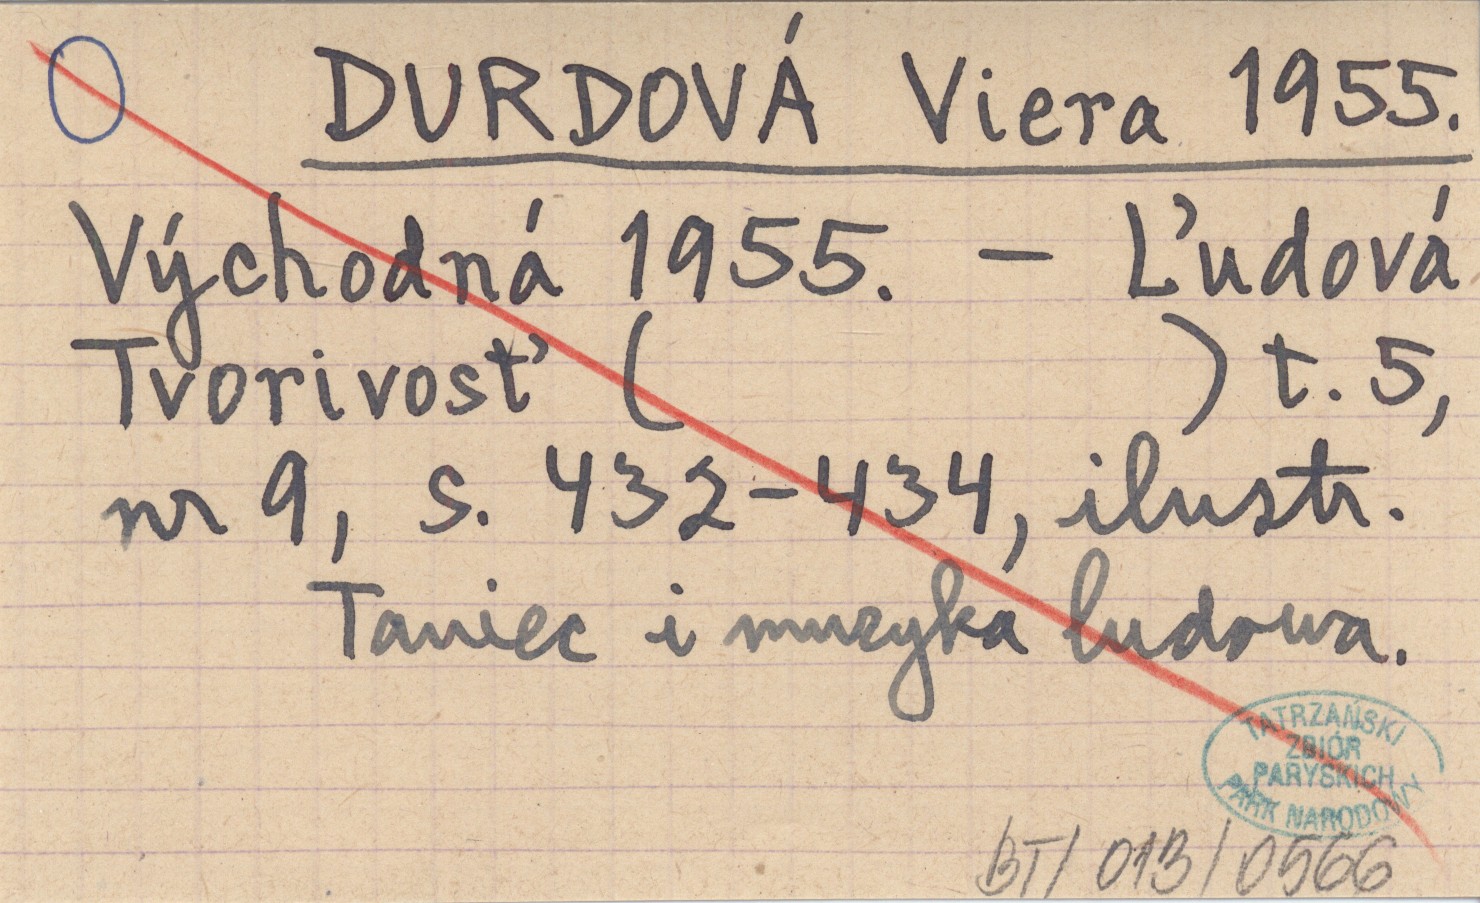 DURDOVÁ Viera 1955.
Východná 1955. – Ľudová
Tvorivosť ( ) t. 5,
nr 9, s. 432-434, ilustr.
Taniec i muzyka ludowa.
TATRZAŃSKI
ZBIÓR
PARYSKICH
PARK NARODOWY
BT/013/0566